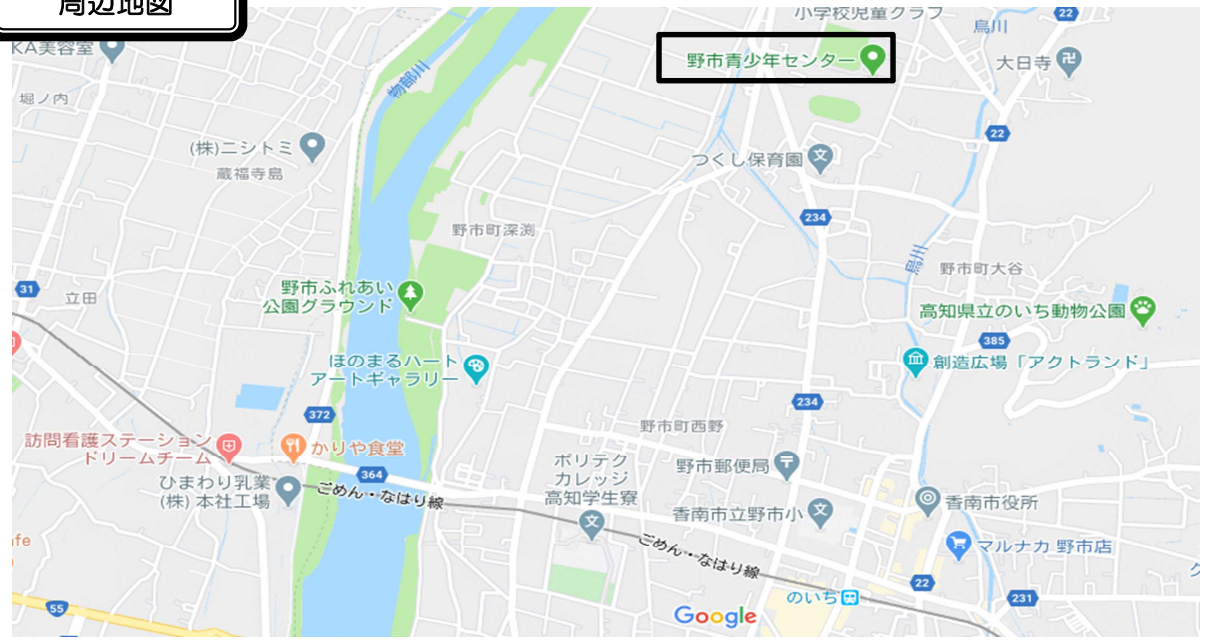 周辺地図
小学校児童クラブ
22
烏川
KA美容室
野市青少年センター
大日寺
堀ノ内
物部川
22
(株)ニシトミ
蔵福寺島
つくし保育園
234
野市町深渕
烏川
野市町大谷
31
立田
野市ふれあい
公園グラウンド
高知県立のいち動物公園
385
ほのまるハート
アートギャラリー
創造広場「アクトランド」
372
234
野市町西野
訪問看護ステーション
ドリームチーム
かりや食堂
364
ポリテク
カレッジ
高知学生寮
野市郵便局
ひまわり乳業
(株) 本社工場
ごめん・なはり線
香南市立野市小
香南市役所
fe
ごめん・なはり線
マルナカ 野市店
22
のいち
231
55
Google